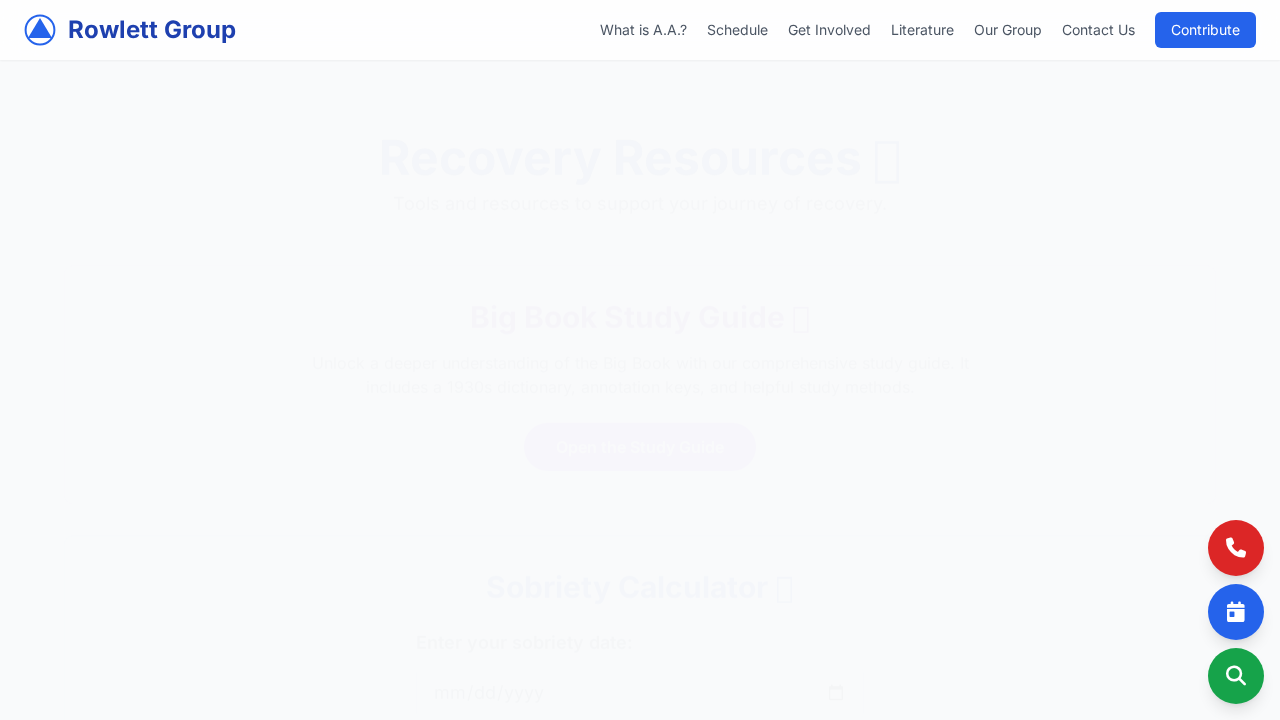 Rowlett Group
What is A.A.?
Schedule
Get Involved
Literature
Our Group
Contact Us
Contribute
Recovery Resources
Tools and resources to support your journey of recovery.
Big Book Study Guide
Unlock a deeper understanding of the Big Book with our comprehensive study guide. It
includes a 1930s dictionary, annotation keys, and helpful study methods.
Open the Study Guide
Sobriety Calculator
Enter your sobriety date:
mm/dd/yyyy